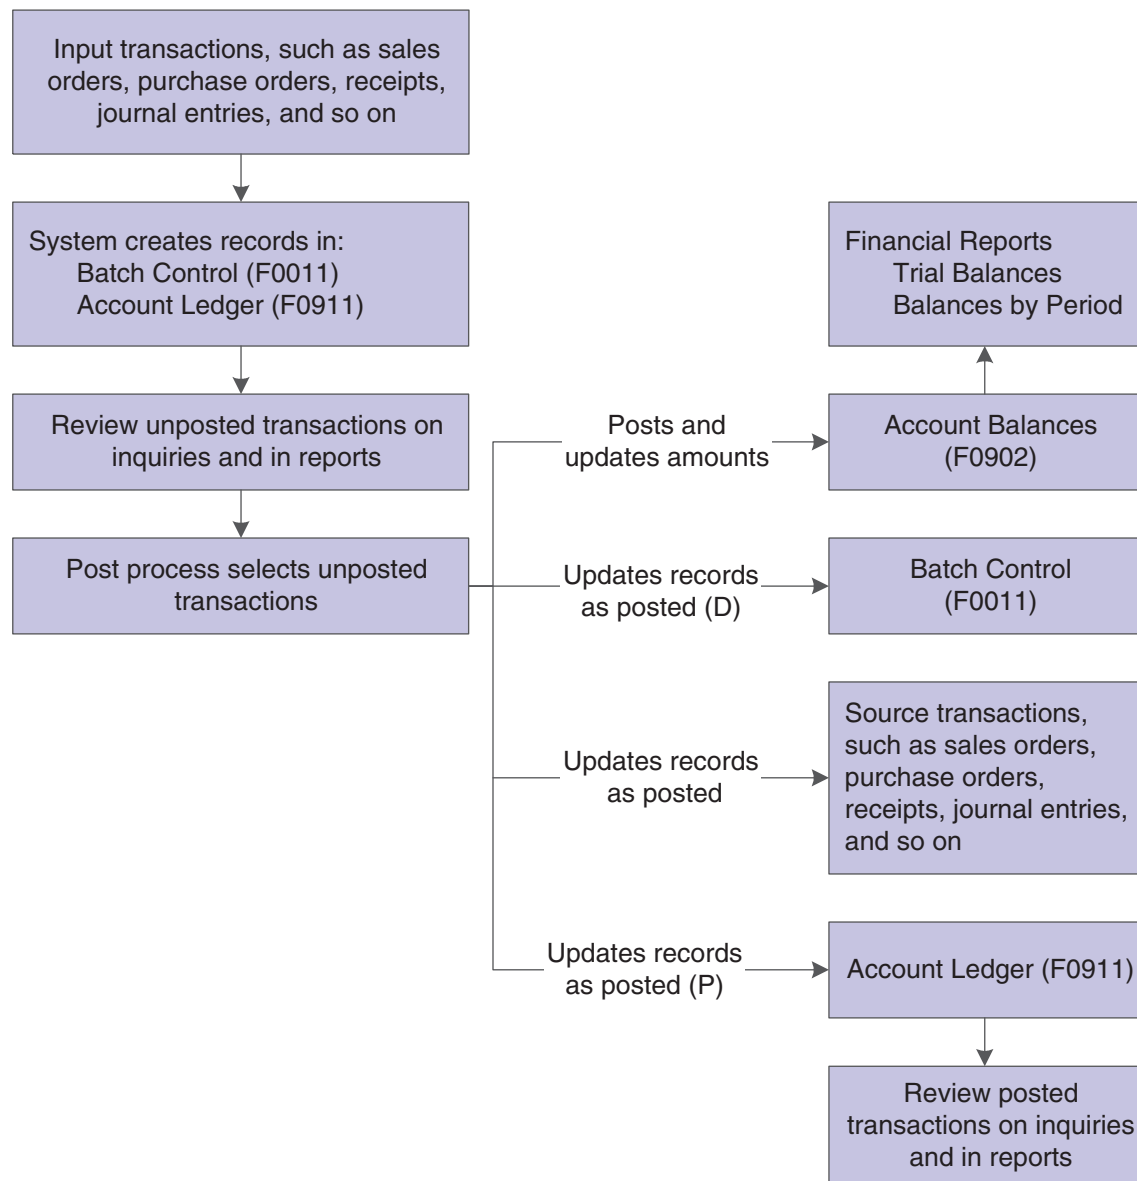 Input transactions, such as sales
orders, purchase orders, receipts,
journal entries, and so on
System creates records in:
Batch Control (F0011)
Account Ledger (F0911)
Review unposted transactions on
inquiries and in reports
Post process selects unposted
transactions
Financial Reports
Trial Balances
Balances by Period
Posts and
updates amounts
Account Balances
(F0902)
Updates records
as posted (D)
Batch Control
(F0011)
Updates records
as posted
Source transactions,
such as sales orders,
purchase orders,
receipts, journal entries,
and so on
Updates records
as posted (P)
Account Ledger (F0911)
Review posted
transactions on inquiries
and in reports